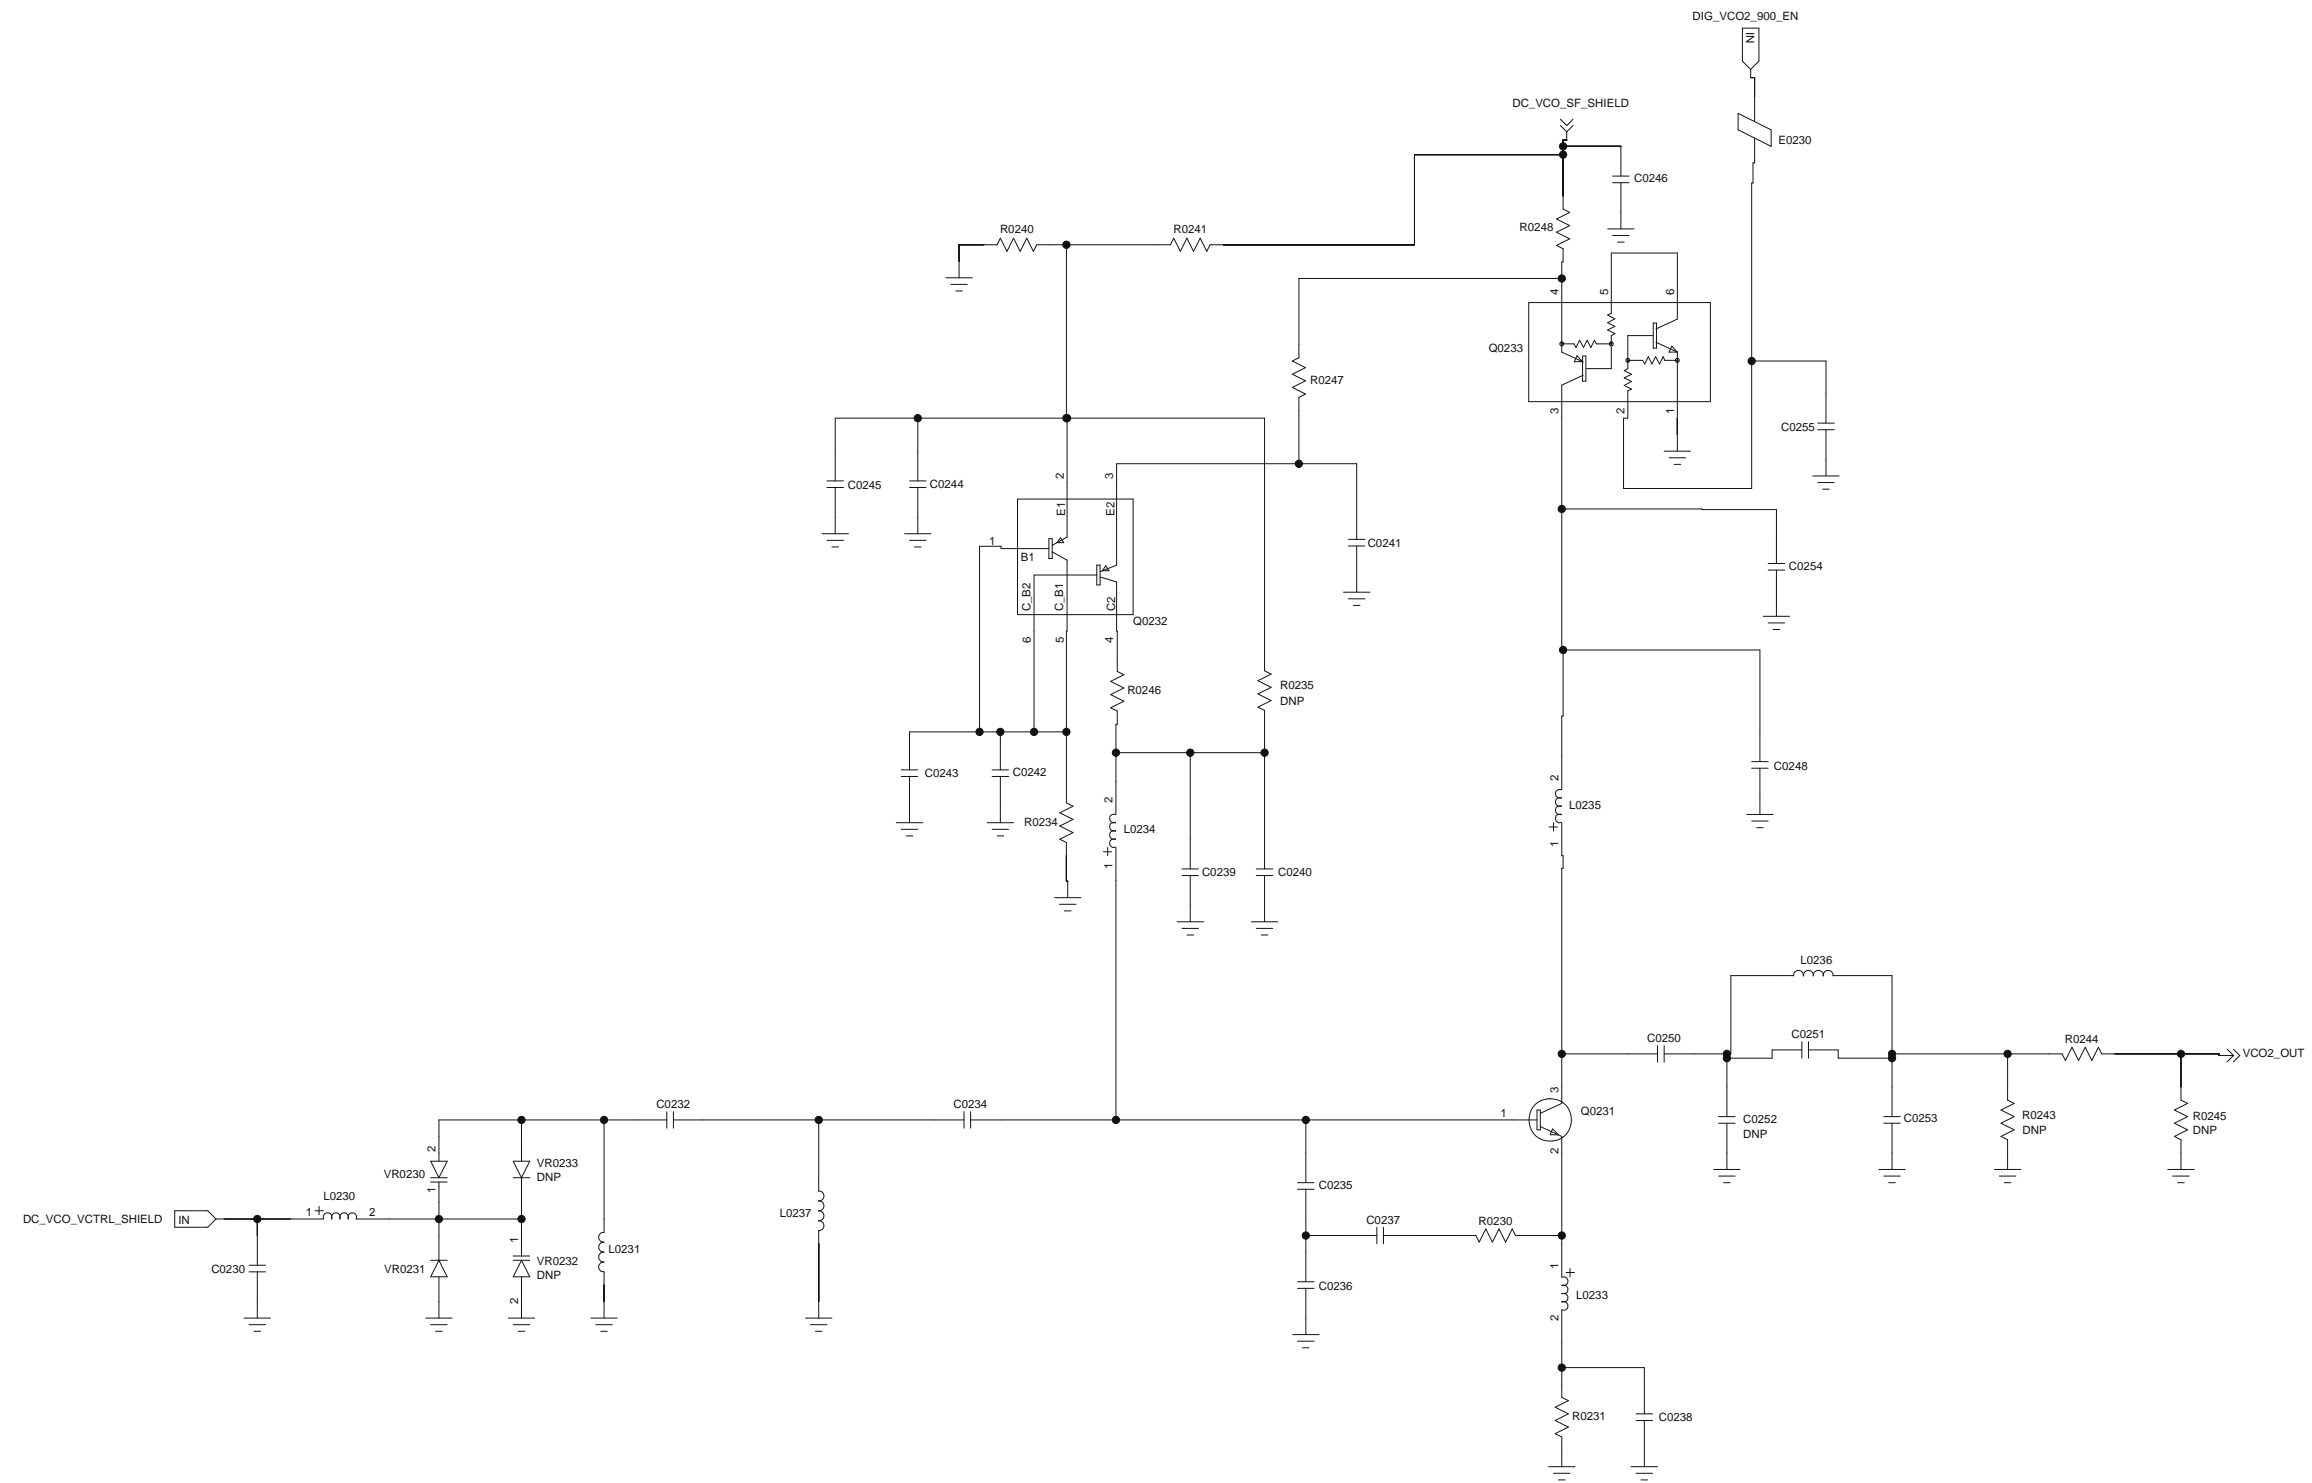 DIG_VCO2_900_EN
IN
DC_VCO_SF_SHIELD
E0230
C0246
R0240
R0241
R0248
4
5
6
Q0233
R0247
3
2
1
C0255
2
3
C0245
C0244
E1
E2
1
B1
C_B2
C_B1
C2
C0241
C0254
Q0232
6
5
4
R0246
R0235
DNP
C0243
C0242
C0248
2
L0235
+
1
R0234
2
L0234
+
1
C0239
C0240
L0236
C0250
C0251
R0244
VCO2_OUT
C0232
C0234
3
1
Q0231
2
C0252
DNP
C0253
R0243
DNP
R0245
DNP
2
VR0230
1
VR0233
DNP
C0235
L0230
DC_VCO_VCTRL_SHIELD
IN
1
+
2
L0237
C0237
R0230
C0230
VR0231
1
VR0232
DNP
2
L0231
C0236
1
+
L0233
2
R0231
C0238